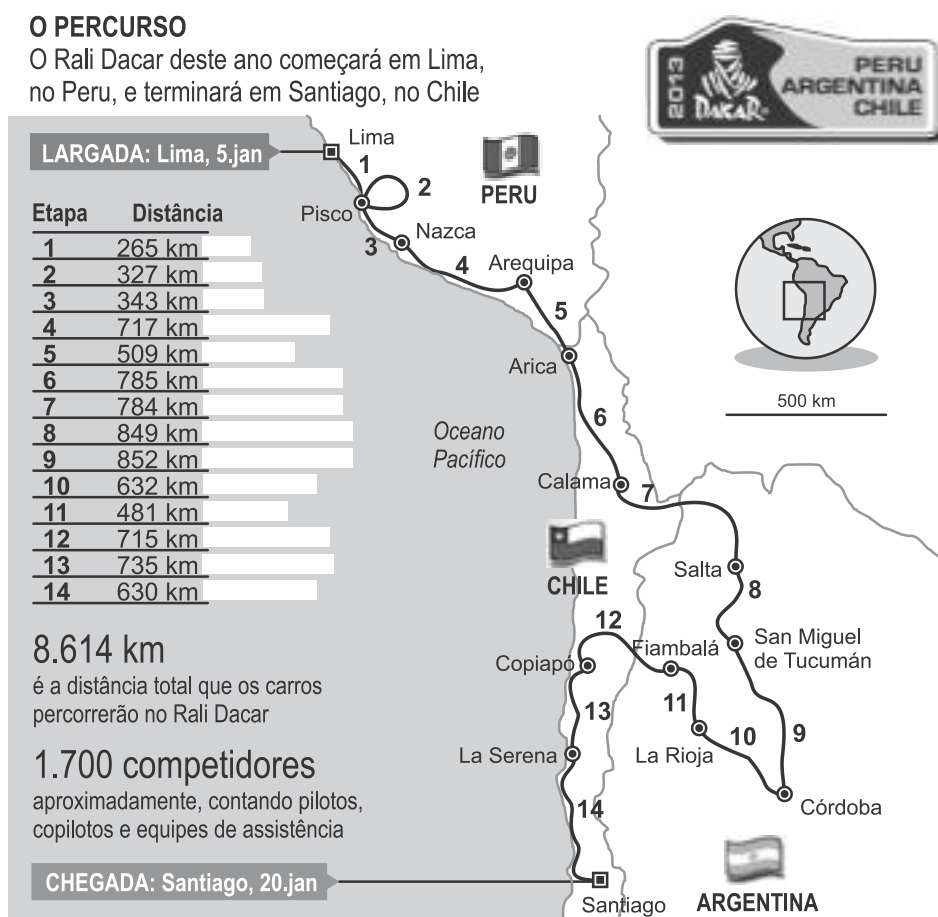 O PERCURSO
O Rali Dacar deste ano começará em Lima,
no Peru, e terminará em Santiago, no Chile
2013
DAKAR
PERU
ARGENTINA
CHILE
LARGADA: Lima, 5.jan
Etapa Distância
1 265 km
2 327 km
3 343 km
4 717 km
5 509 km
6 785 km
7 784 km
8 849 km
9 852 km
10 632 km
11 481 km
12 715 km
13 735 km
14 630 km
8.614 km
é a distância total que os carros
percorrerão no Rali Dacar
1.700 competidores
aproximadamente, contando pilotos,
copilotos e equipes de assistência
CHEGADA: Santiago, 20.jan
Lima
1
2
PERU
Pisco
3
Nazca
4
Arequipa
5
Arica
500 km
6
Oceano
Pacífico
Calama
7
CHILE
Salta
8
12
Fiambalá
San Miguel
de Tucumán
Copiapó
11
13
La Serena
La Rioja
10
9
14
Córdoba
Santiago
ARGENTINA